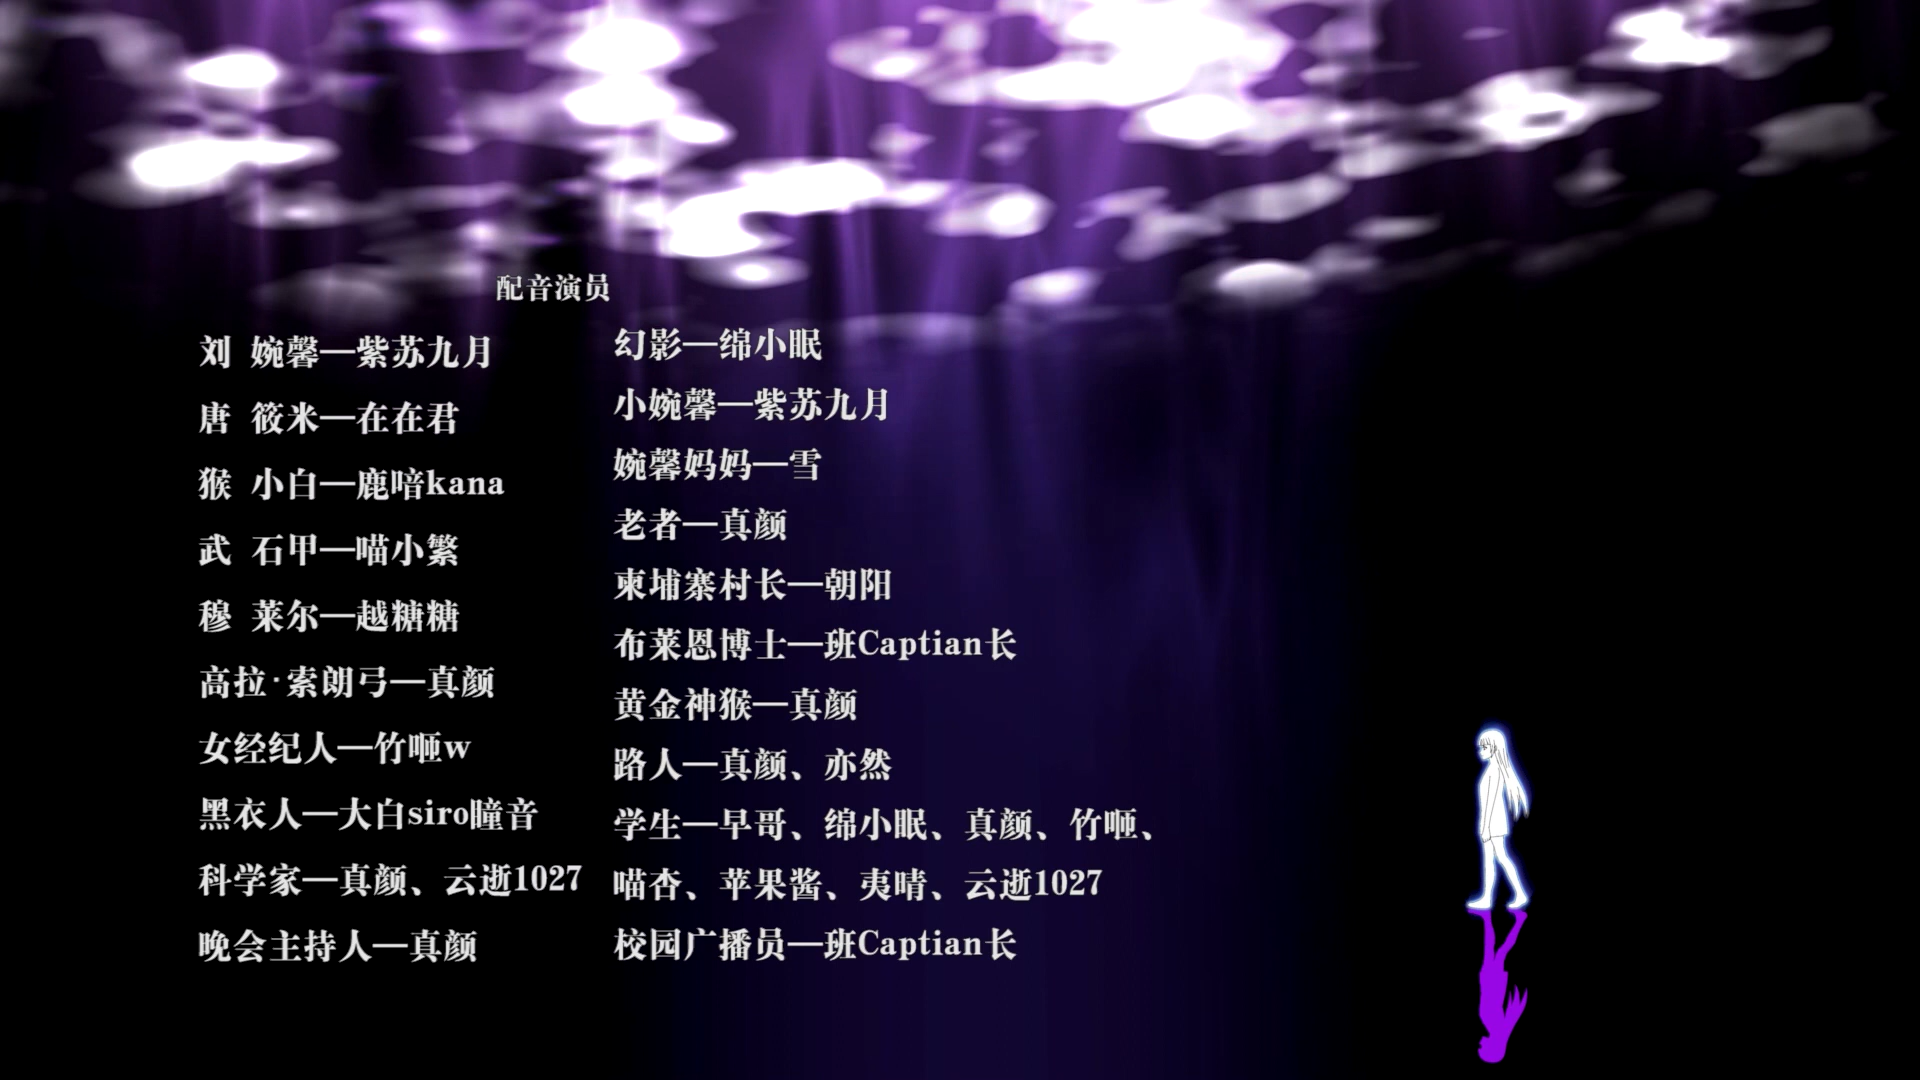 配音演员
刘 婉馨—紫苏九月
唐 筱米—在在君
猴 小白—鹿喑kana
武 石甲—喵小繁
穆 莱尔—越糖糖
高拉·索朗弓—真颜
女经纪人—竹咂w
黑衣人—大白siro瞳音
科学家—真颜、云逝1027
晚会主持人—真颜
幻影—绵小眠
小婉馨—紫苏九月
婉馨妈妈—雪
老者—真颜
柬埔寨村长—朝阳
布莱恩博士—班Captian长
黄金神猴—真颜
路人—真颜、亦然
学生—早哥、绵小眠、真颜、竹咂、
喵杏、苹果酱、夷晴、云逝1027
校园广播员—班Captian长